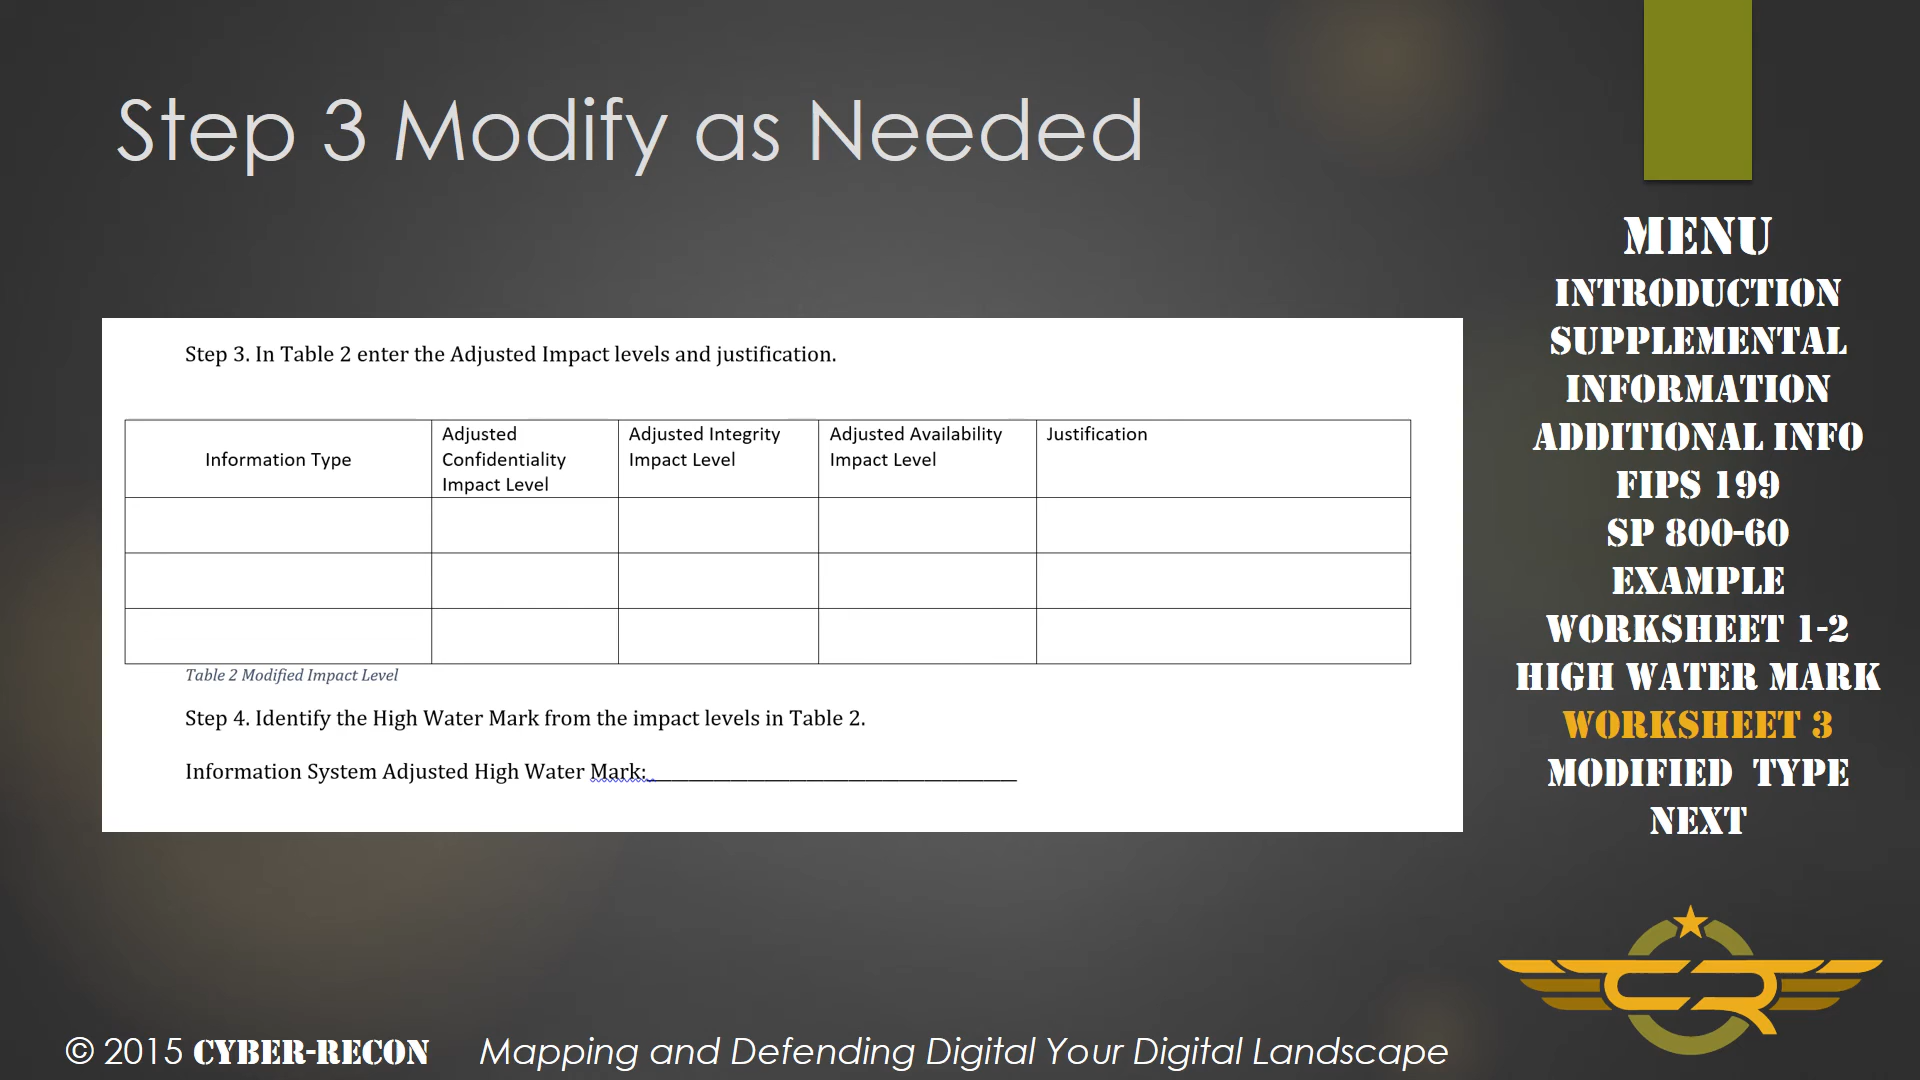 Step 3 Modify as Needed
Step 3. In Table 2 enter the Adjusted Impact levels and justification.
Information Type
Adjusted
Confidentiality
Impact Level
Adjusted Integrity
Impact Level
Adjusted Availability
Impact Level
Justification
Table 2 Modified Impact Level
Step 4. Identify the High Water Mark from the impact levels in Table 2.
Information System Adjusted High Water Mark:
MENU
INTRODUCTION
SUPPLEMENTAL
INFORMATION
ADDITIONAL INFO
FIPS 199
SP 800-60
EXAMPLE
WORKSHEET 1-2
HIGH WATER MARK
WORKSHEET 3
MODIFIED TYPE
NEXT
CR
© 2015 CYBER-RECON Mapping and Defending Digital Your Digital Landscape